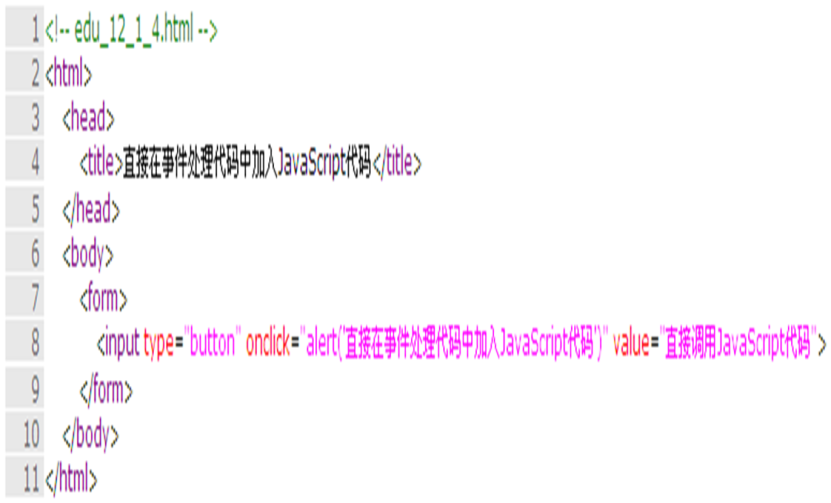 1 <!-- edu_12_1_4.html -->
2 <html>
3 <head>
4 <title>直接在事件处理代码中加入JavaScript代码</title>
5 </head>
6 <body>
7 <form>
8 <input type="button" onclick="alert('直接在事件处理代码中加入JavaScript代码')" value="直接调用JavaScript代码">
9 </form>
10 </body>
11 </html>